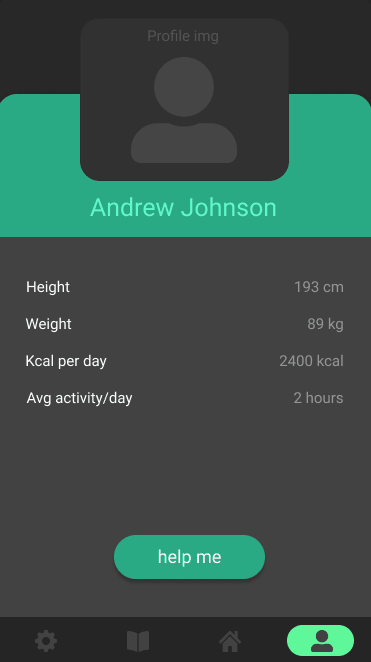 Profile img
Andrew Johnson
Height 193 cm
Weight 89 kg
Kcal per day 2400 kcal
Avg activity/day 2 hours
help me